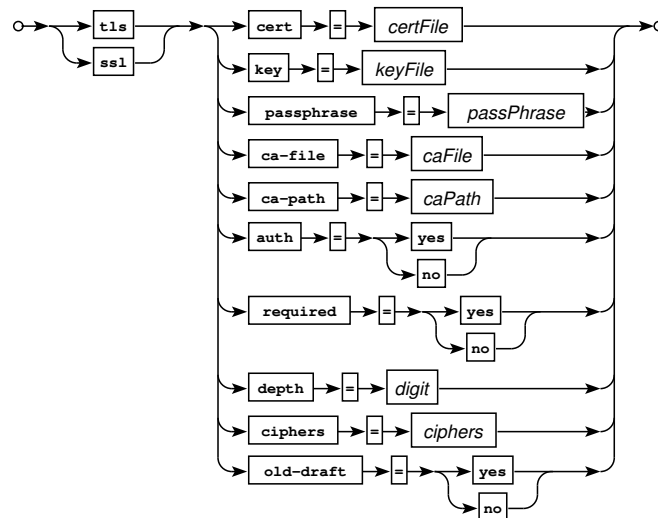 tls cert = certFile
ssl key = keyFile
passphrase = passPhrase
ca-file = caFile
ca-path = caPath
auth = yes
no
required = yes
no
depth = digit
ciphers = ciphers
old-draft = yes
no